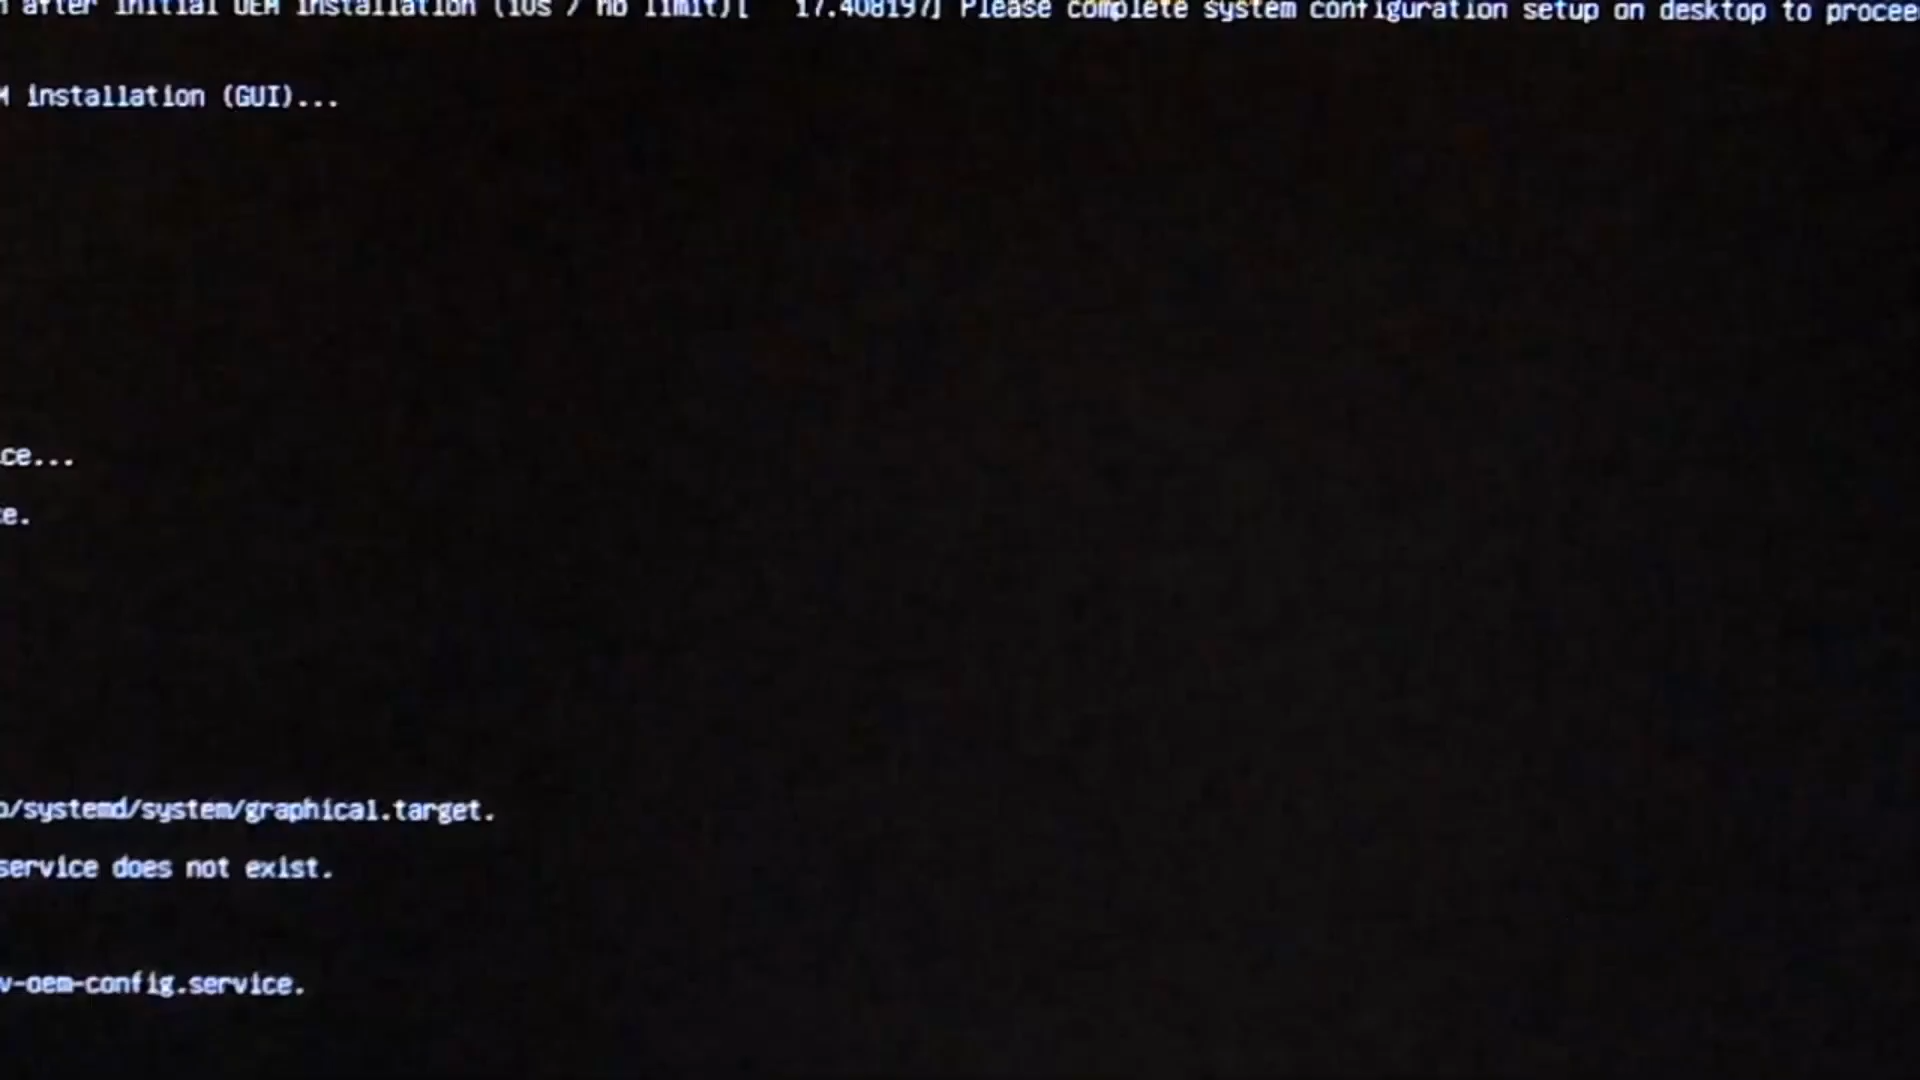 after initial OEM installation (10s / no limit)[   17.408197] Please complete system configuration setup on desktop to procee
installation (GUI)...
ce...
e.
/systemd/system/graphical.target.
service does not exist.
v-oem-config.service.